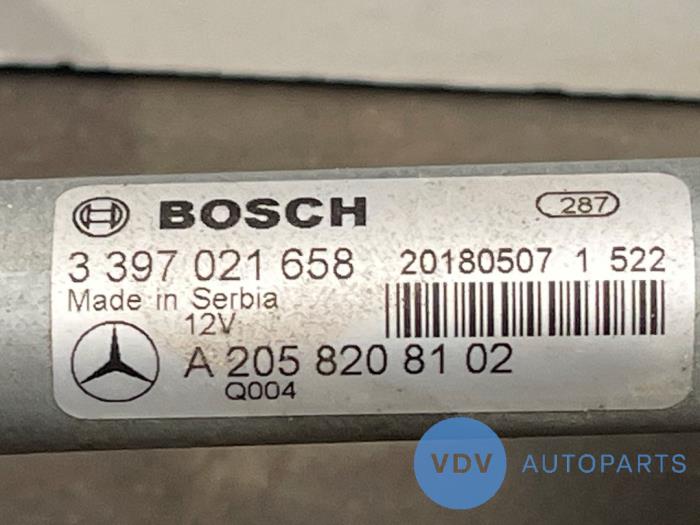 BOSCH 287
3 397 021 658 20180507 1 522
Made in Serbia
12V
A 205 820 81 02
Q004
VDV AUTOPARTS